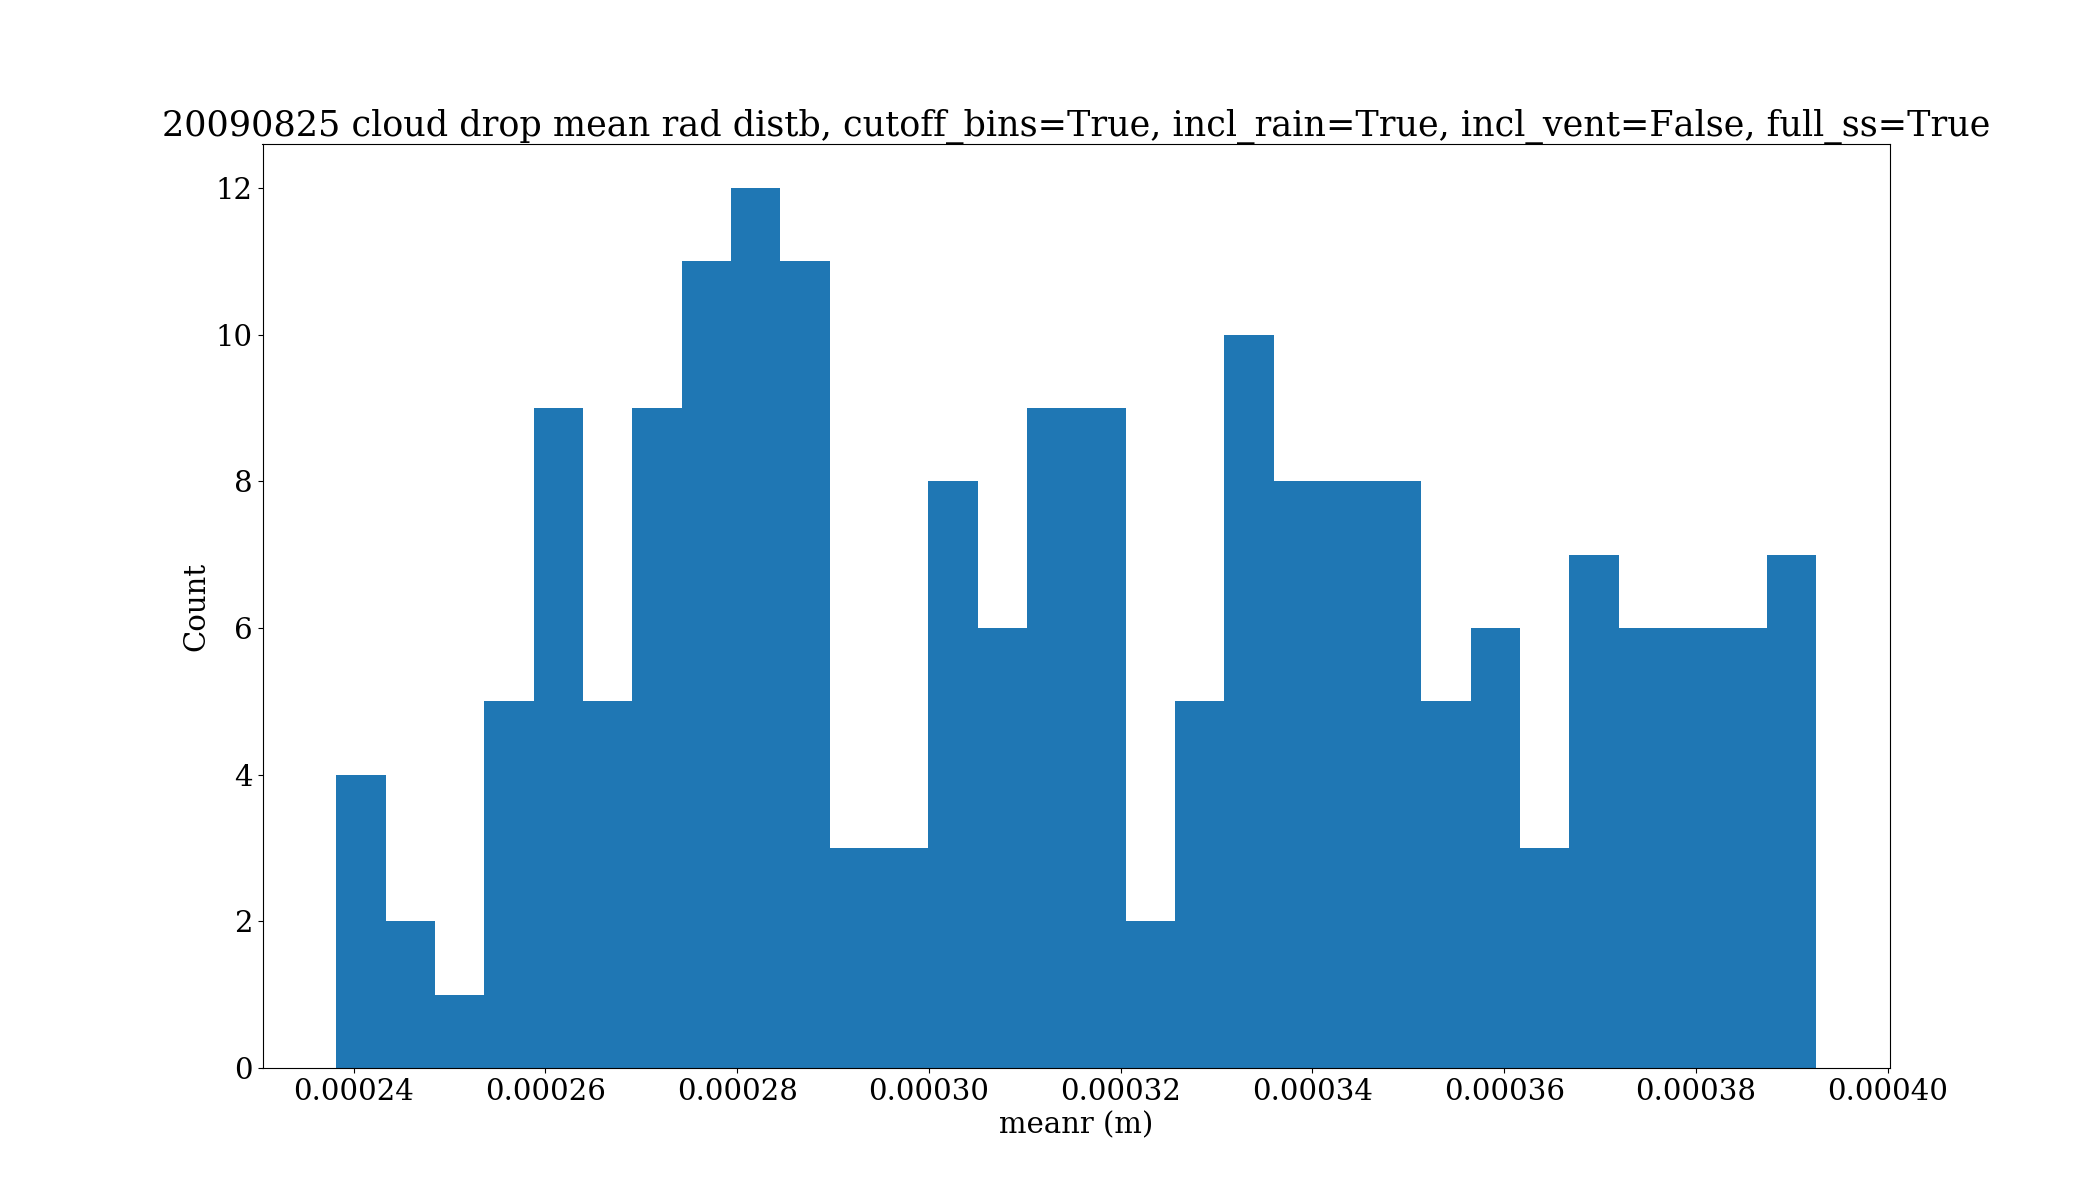 20090825 cloud drop mean rad distb, cutoff_bins=True, incl_rain=True, incl_vent=False, full_ss=True
12
10
8
6
4
2
0
Count
0.00024 0.00026 0.00028 0.00030 0.00032 0.00034 0.00036 0.00038 0.00040
meanr (m)